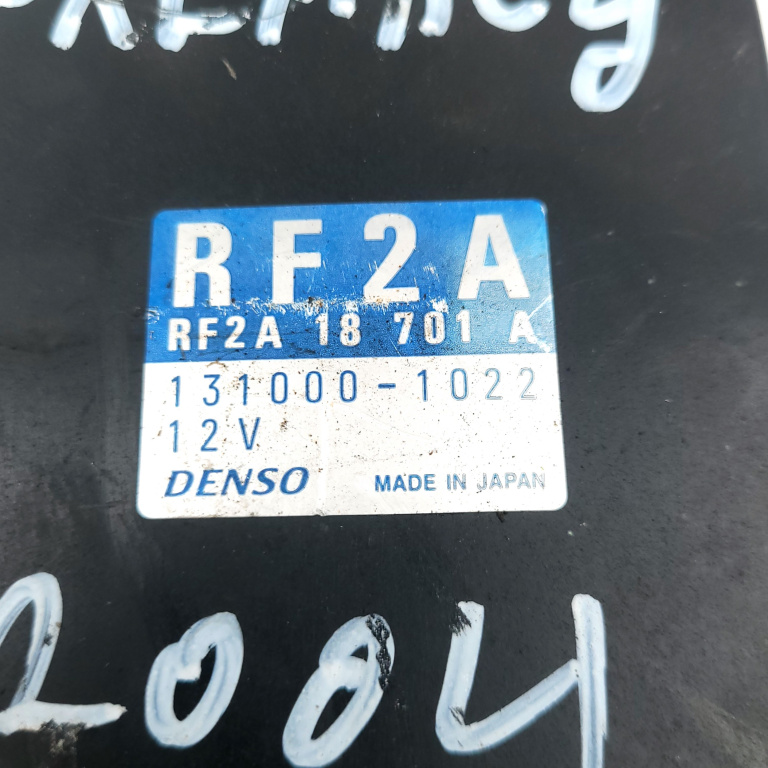 RF2A
RF2A 18 701 A
131000-1022
12V
DENSO MADE IN JAPAN
2004